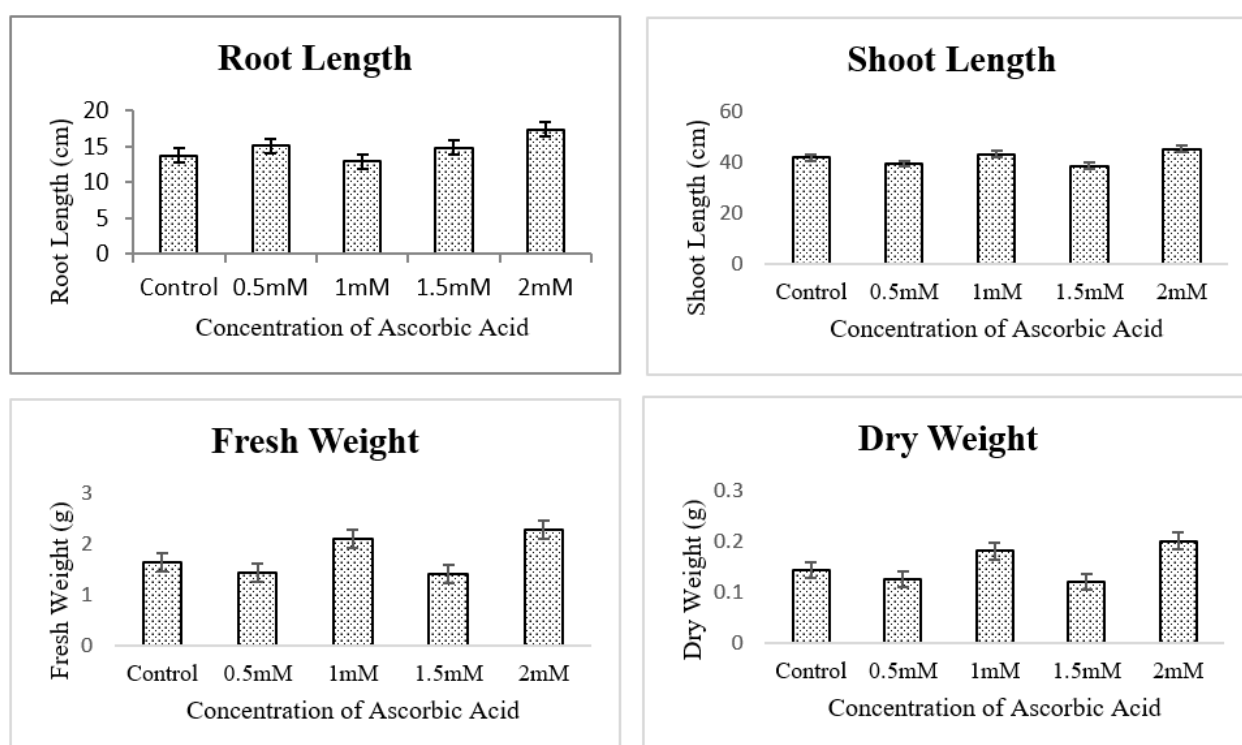 Root Length
Root Length (cm)
20
15
10
5
0
Control 0.5mM 1mM 1.5mM 2mM
Concentration of Ascorbic Acid
Shoot Length
Shoot Length (cm)
60
40
20
0
Control 0.5mM 1mM 1.5mM 2mM
Concentration of Ascorbic Acid
Fresh Weight
Fresh Weight (g)
3
2
1
0
Control 0.5mM 1mM 1.5mM 2mM
Concentration of Ascorbic Acid
Dry Weight
Dry Weight (g)
0.3
0.2
0.1
0
Control 0.5mM 1mM 1.5mM 2mM
Concentration of Ascorbic Acid